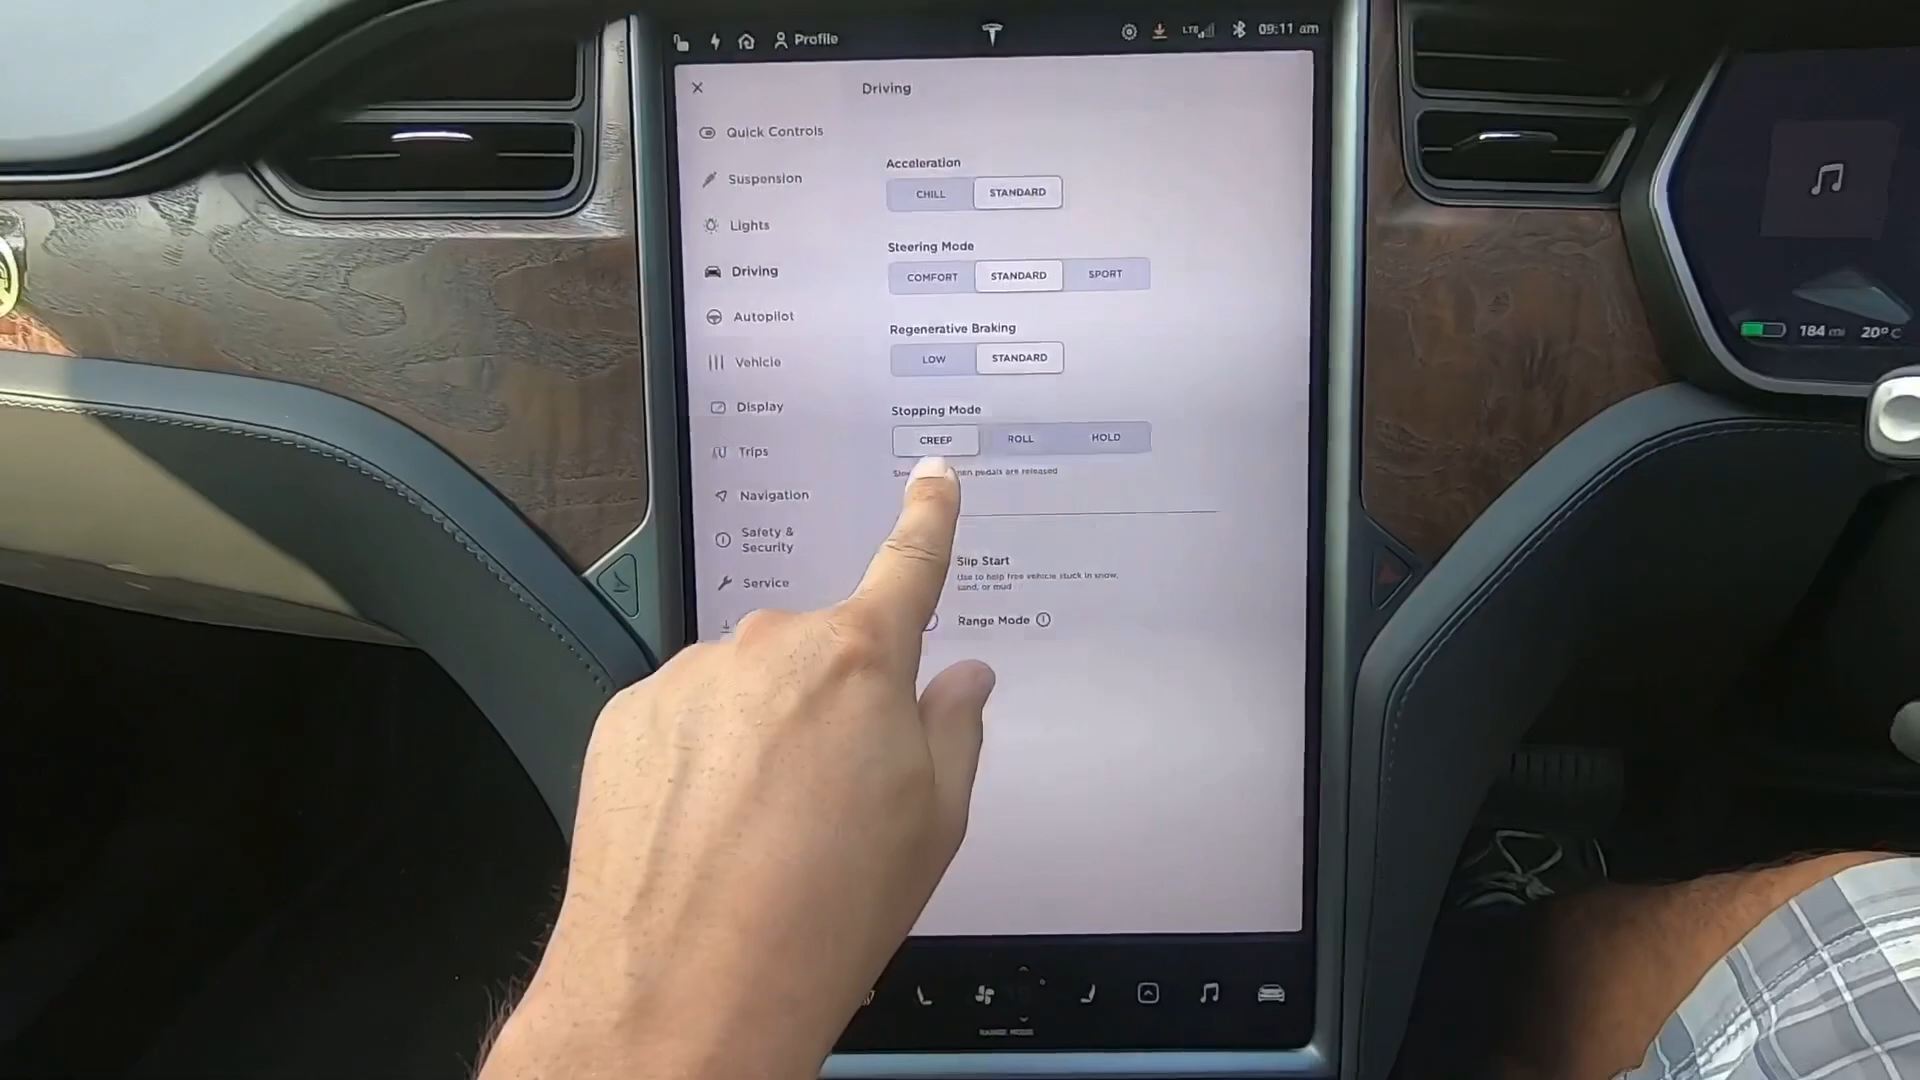 Profile
LTE
09:11 am
Driving
Quick Controls
Suspension
Lights
Driving
Autopilot
Vehicle
Display
Trips
Navigation
Safety &
Security
Service
Acceleration
CHILL STANDARD
Steering Mode
COMFORT STANDARD SPORT
Regenerative Braking
LOW STANDARD
Stopping Mode
CREEP ROLL HOLD
pedals are released
Slip Start
Use to help free vehicle stuck in snow,
sand, or mud
Range Mode
RANGE MODE
184 mi 20°C